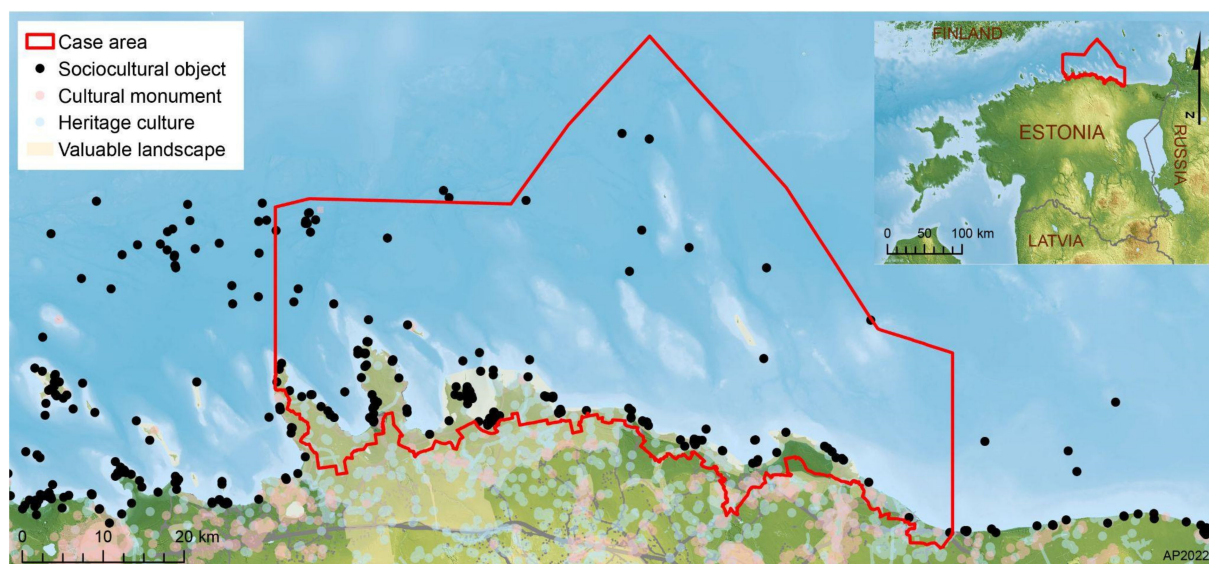 Case area
Sociocultural object
Cultural monument
Heritage culture
Valuable landscape
FINLAND
ESTONIA
RUSSIA
LATVIA
N
0 50 100 km
0 10 20 km
AP2022